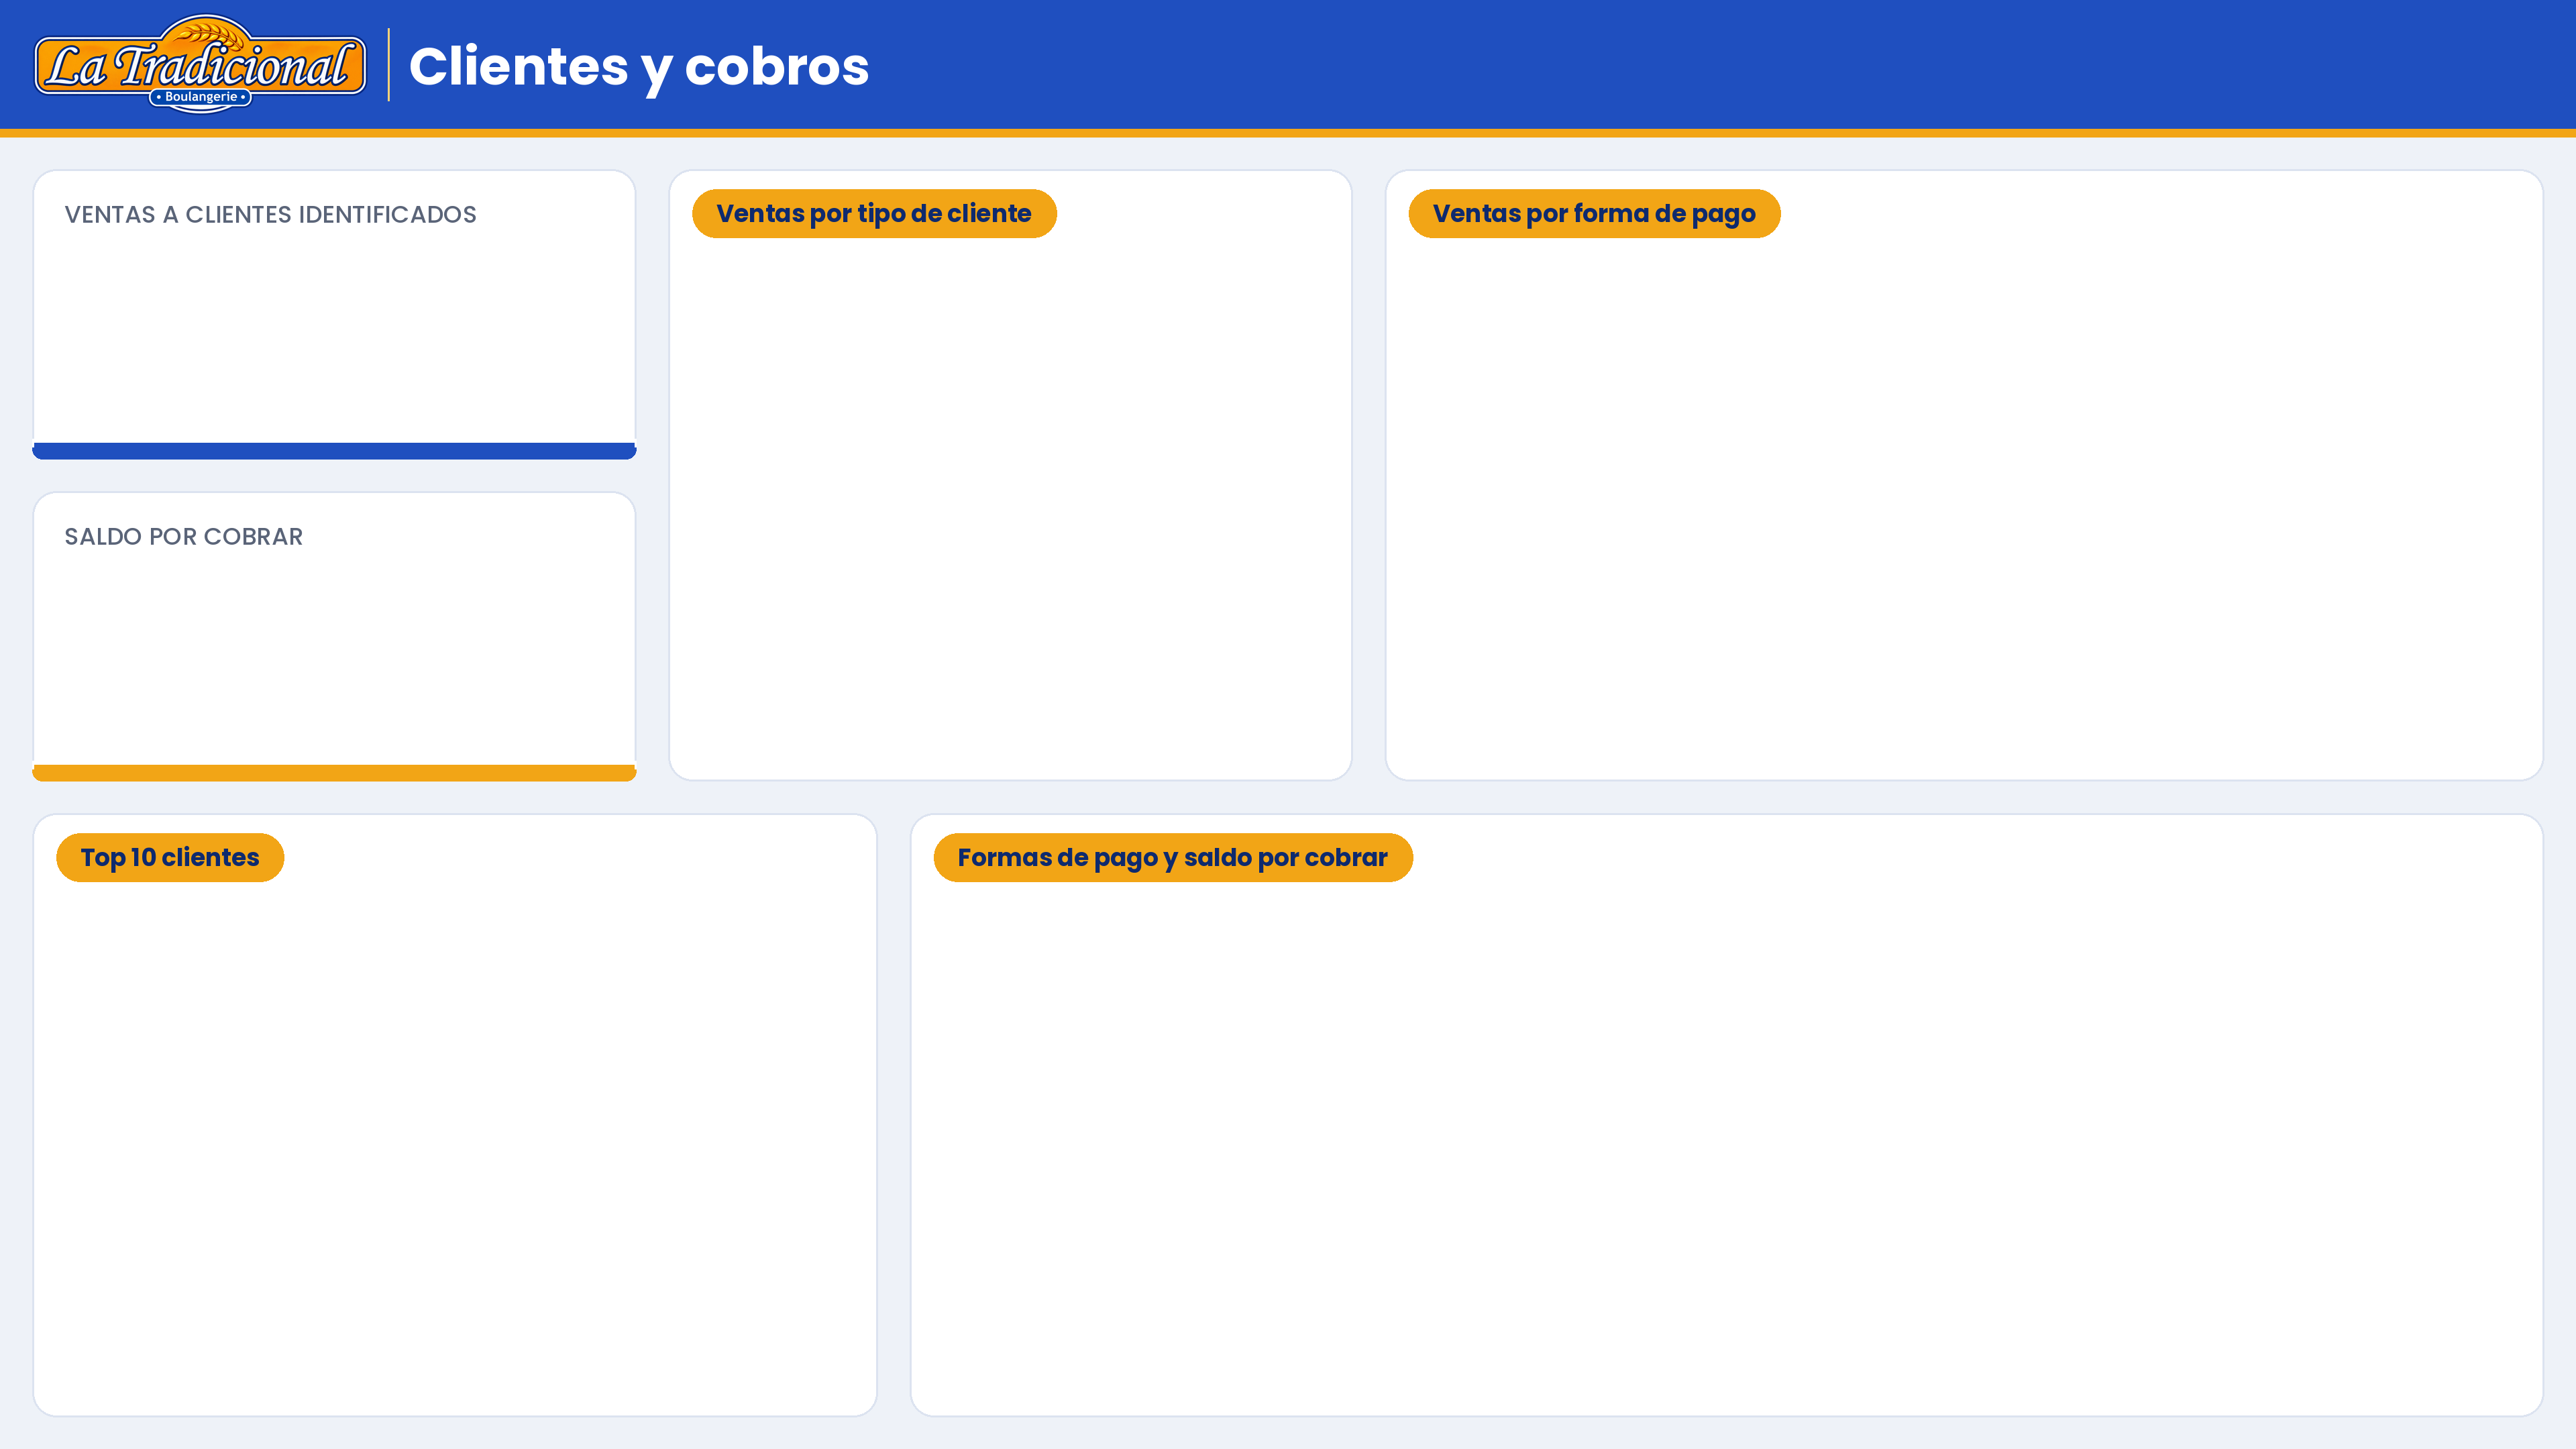 La Tradicional
• Boulangerie •
Clientes y cobros
VENTAS A CLIENTES IDENTIFICADOS
Ventas por tipo de cliente
Ventas por forma de pago
SALDO POR COBRAR
Top 10 clientes
Formas de pago y saldo por cobrar